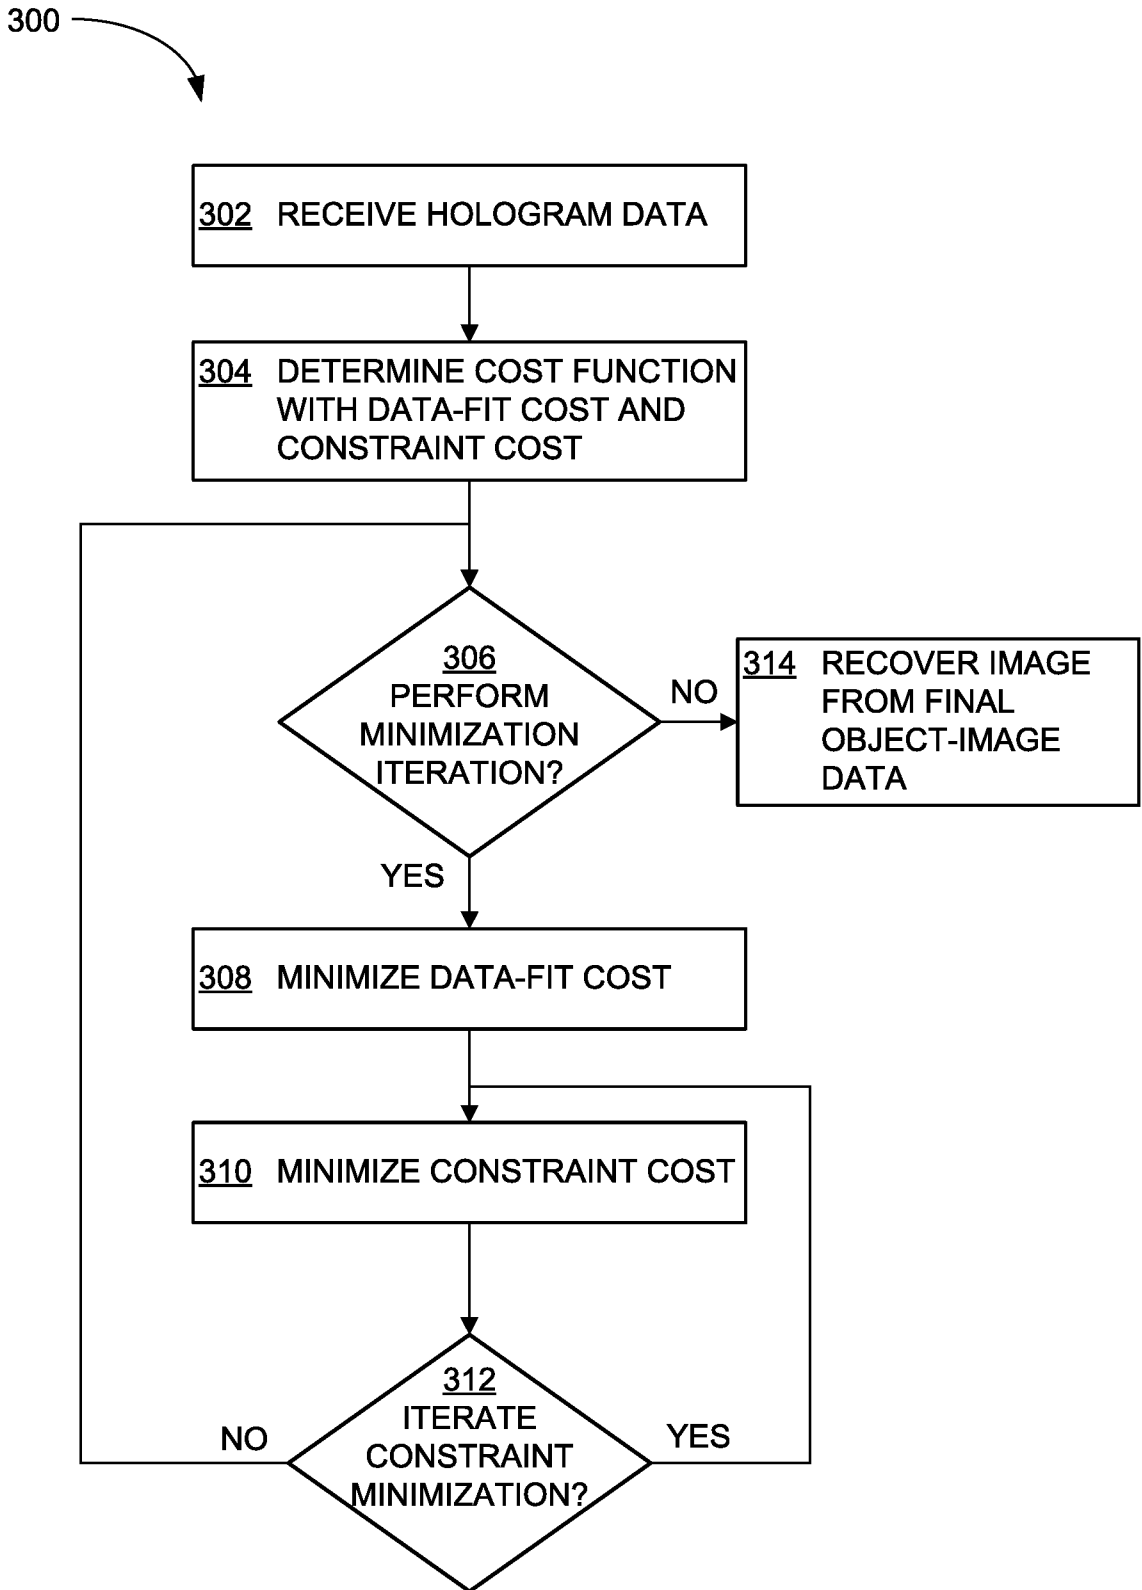 300
302 RECEIVE HOLOGRAM DATA
304 DETERMINE COST FUNCTION
WITH DATA-FIT COST AND
CONSTRAINT COST
306
PERFORM
MINIMIZATION
ITERATION?
NO
314 RECOVER IMAGE
FROM FINAL
OBJECT-IMAGE
DATA
YES
308 MINIMIZE DATA-FIT COST
310 MINIMIZE CONSTRAINT COST
312
ITERATE
CONSTRAINT
MINIMIZATION?
NO
YES